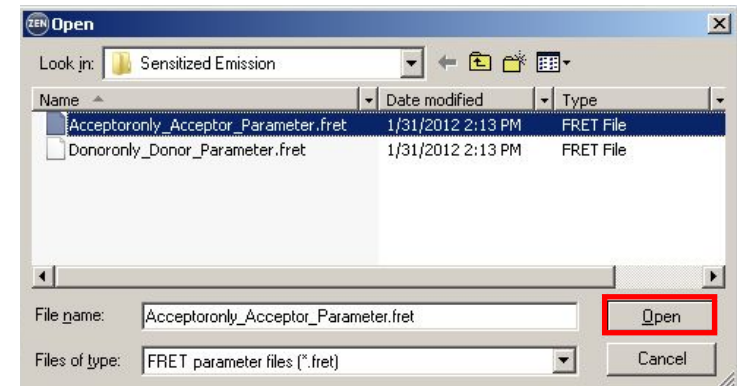 ZEN Open
Look in: Sensitized Emission
Name Date modified Type
Acceptoronly_Acceptor_Parameter.fret 1/31/2012 2:13 PM FRET File
Donoronly_Donor_Parameter.fret 1/31/2012 2:13 PM FRET File
File name: Acceptoronly_Acceptor_Parameter.fret Open
Files of type: FRET parameter files (*.fret) Cancel